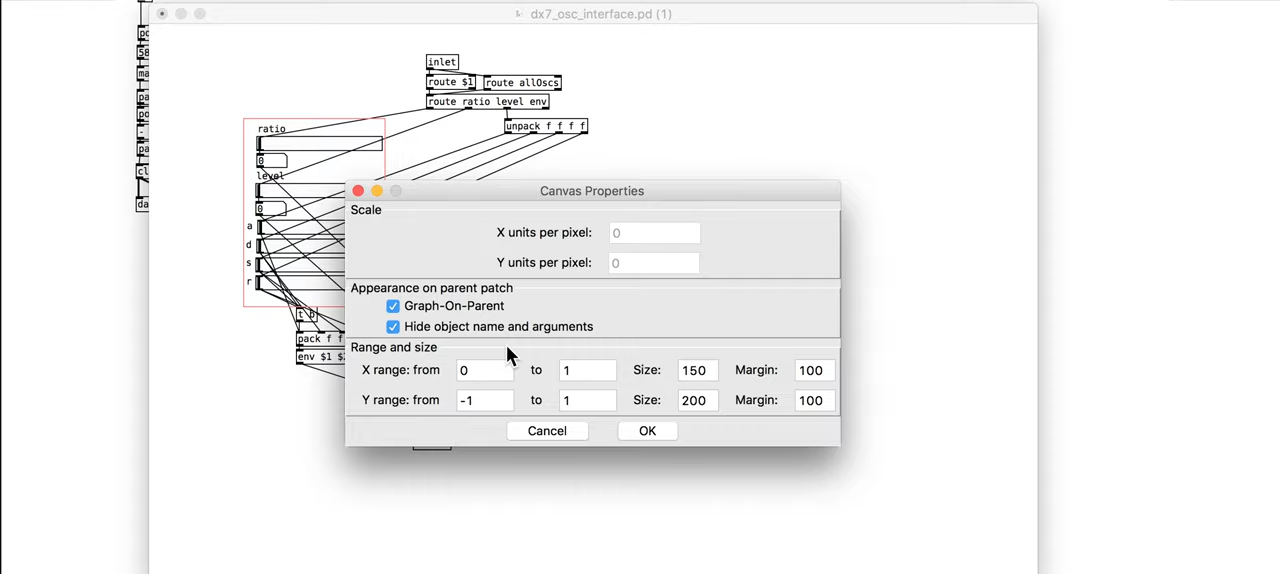 dx7_osc_interface.pd (1)
inlet
route $1
route allOscs
route ratio level env
unpack f f f f
ratio
0
level
0
a
d
s
r
t b
pack f f
env $1
Canvas Properties
Scale
X units per pixel: 0
Y units per pixel: 0
Appearance on parent patch
Graph-On-Parent
Hide object name and arguments
Range and size
X range: from 0 to 1 Size: 150 Margin: 100
Y range: from -1 to 1 Size: 200 Margin: 100
Cancel OK